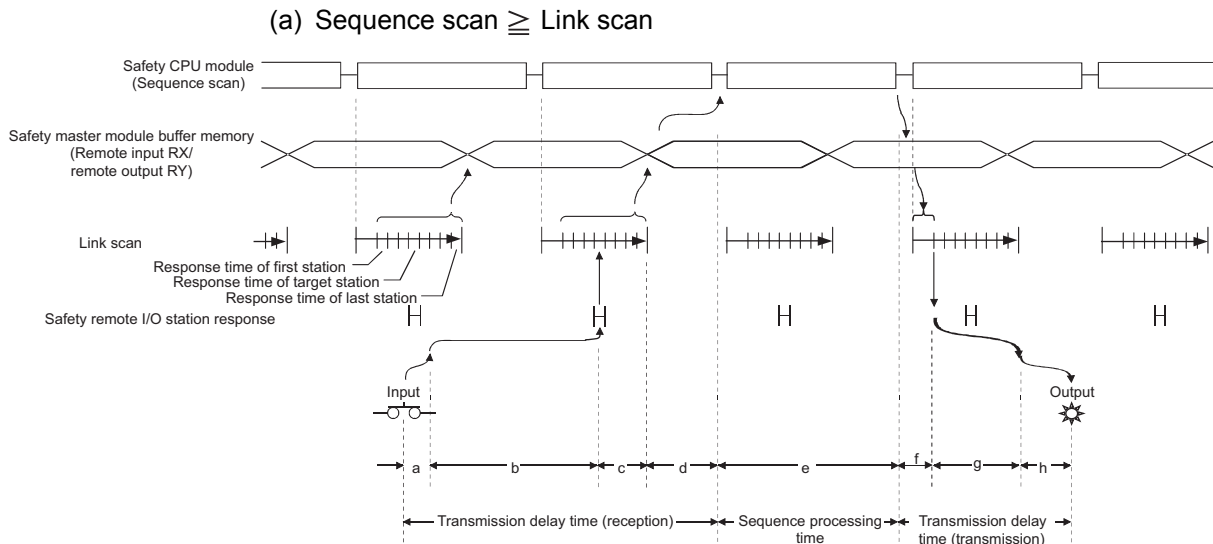 (a) Sequence scan ≧ Link scan
Safety CPU module
(Sequence scan)
Safety master module buffer memory
(Remote input RX/
remote output RY)
Link scan
Response time of first station
Response time of target station
Response time of last station
Safety remote I/O station response
Input
Output
a
b
c
d
e
f
g
h
Transmission delay time (reception)
Sequence processing
time
Transmission delay
time (transmission)